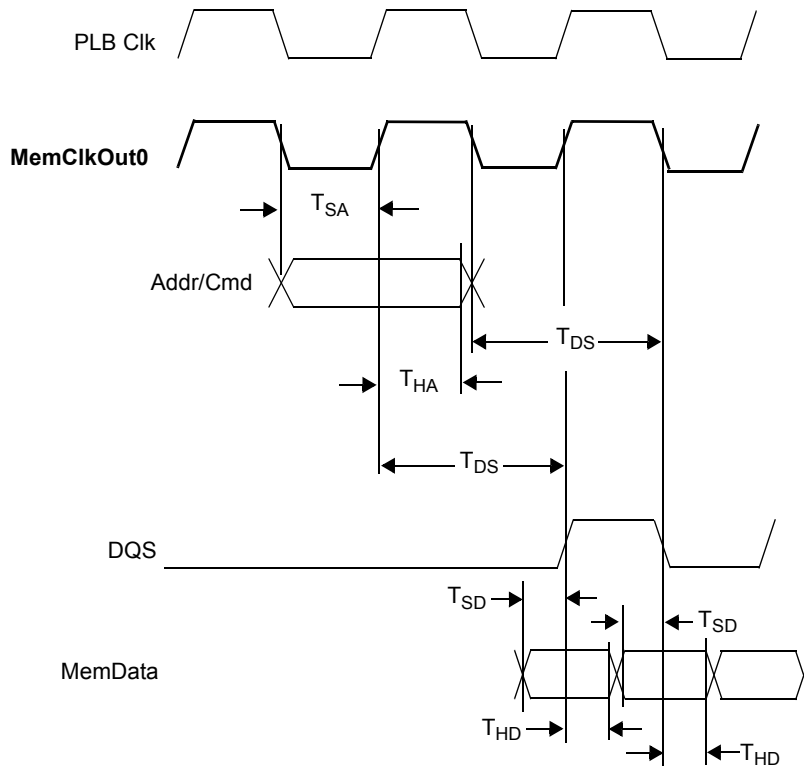 PLB Clk
MemClkOut0
TSA
Addr/Cmd
TDS
THA
TDS
DQS
TSD
TSD
MemData
THD
THD